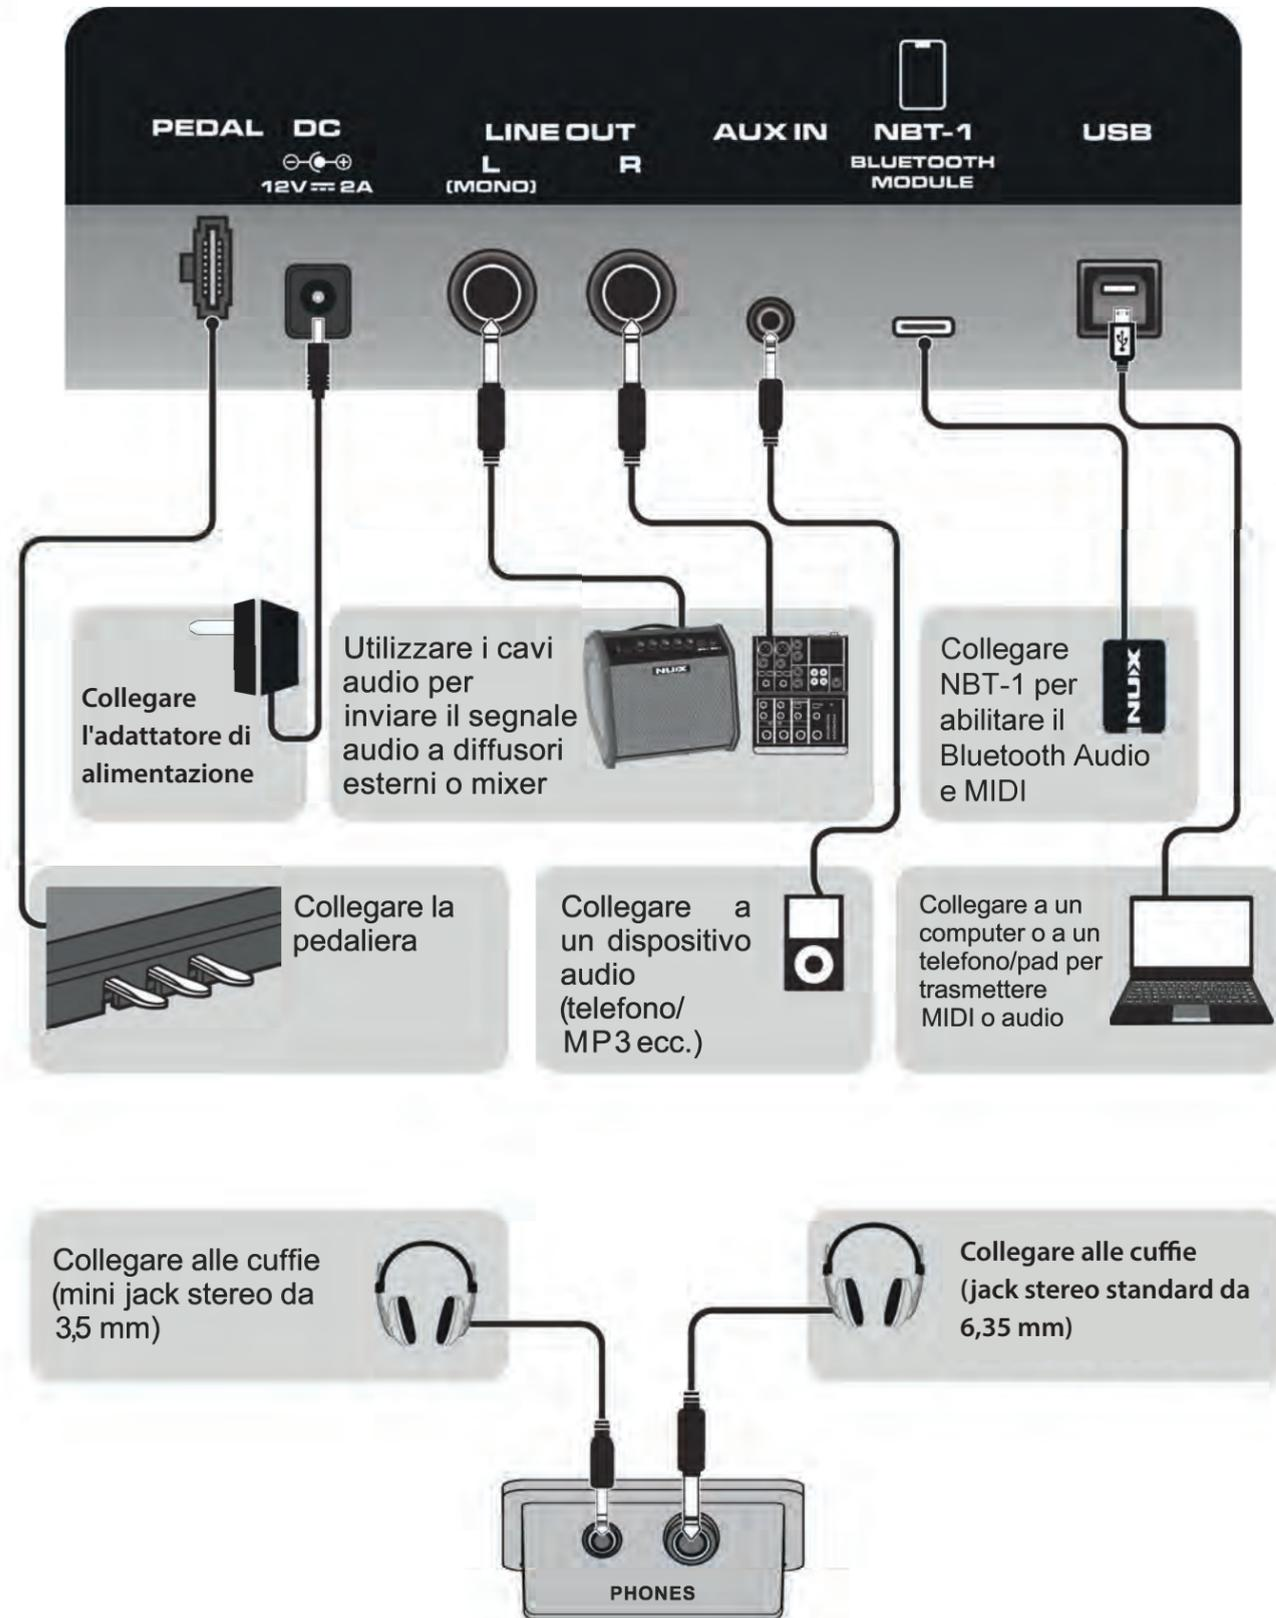 PEDAL DC LINE OUT AUX IN NBT-1 USB
L R
(MONO)
12V 2A
BLUETOOTH
MODULE
Collegare
l'adattatore di
alimentazione
Utilizzare i cavi
audio per
inviare il segnale
audio a diffusori
esterni o mixer
NUX
Collegare
NBT-1 per
abilitare il
Bluetooth Audio
e MIDI
NUX
Collegare la
pedaliera
Collegare a
un dispositivo
audio
(telefono/
MP3 ecc.)
Collegare a un
computer o a un
telefono/pad per
trasmettere
MIDI o audio
Collegare alle cuffie
(mini jack stereo da
3,5 mm)
Collegare alle cuffie
(jack stereo standard da
6,35 mm)
PHONES